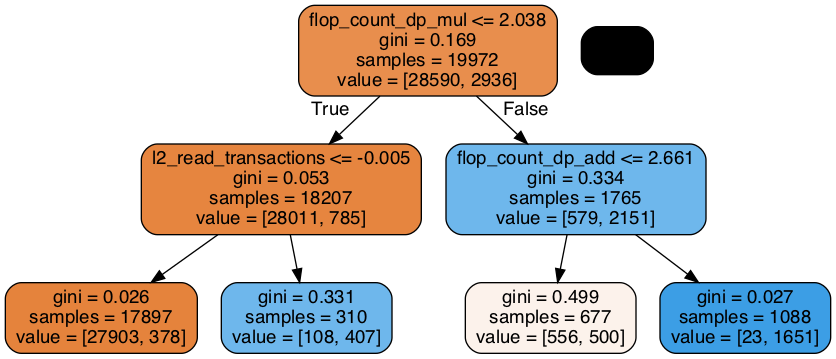 flop_count_dp_mul <= 2.038
gini = 0.169
samples = 19972
value = [28590, 2936]
True
False
l2_read_transactions <= -0.005
gini = 0.053
samples = 18207
value = [28011, 785]
flop_count_dp_add <= 2.661
gini = 0.334
samples = 1765
value = [579, 2151]
gini = 0.026
samples = 17897
value = [27903, 378]
gini = 0.331
samples = 310
value = [108, 407]
gini = 0.499
samples = 677
value = [556, 500]
gini = 0.027
samples = 1088
value = [23, 1651]